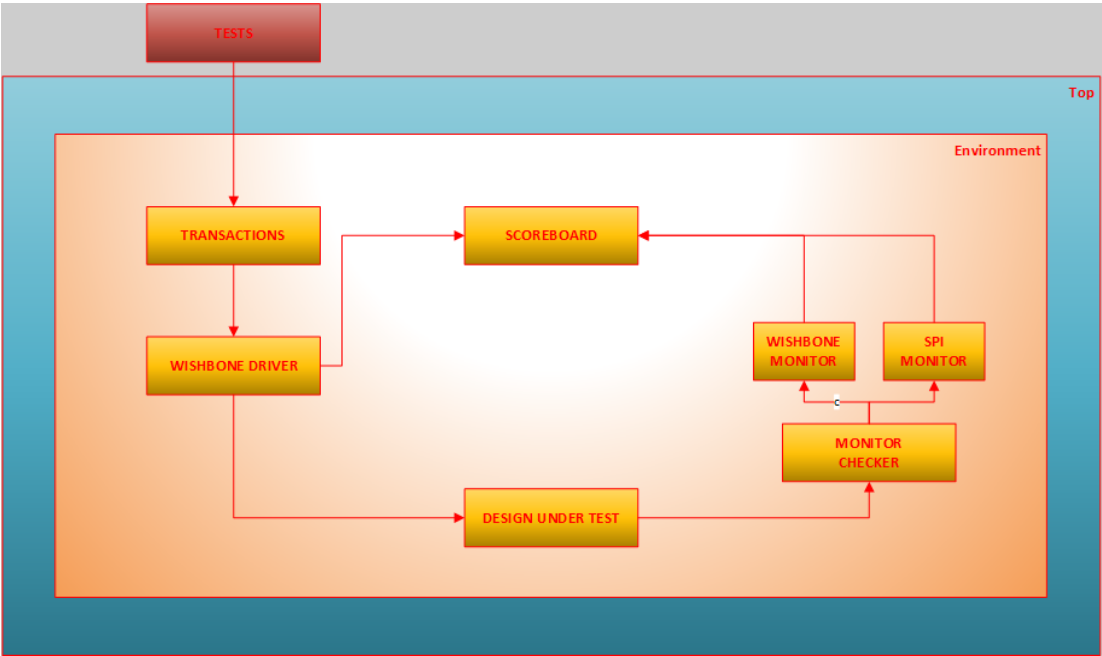 TESTS
Top
Environment
TRANSACTIONS
SCOREBOARD
WISHBONE DRIVER
WISHBONE
MONITOR
SPI
MONITOR
c
MONITOR
CHECKER
DESIGN UNDER TEST